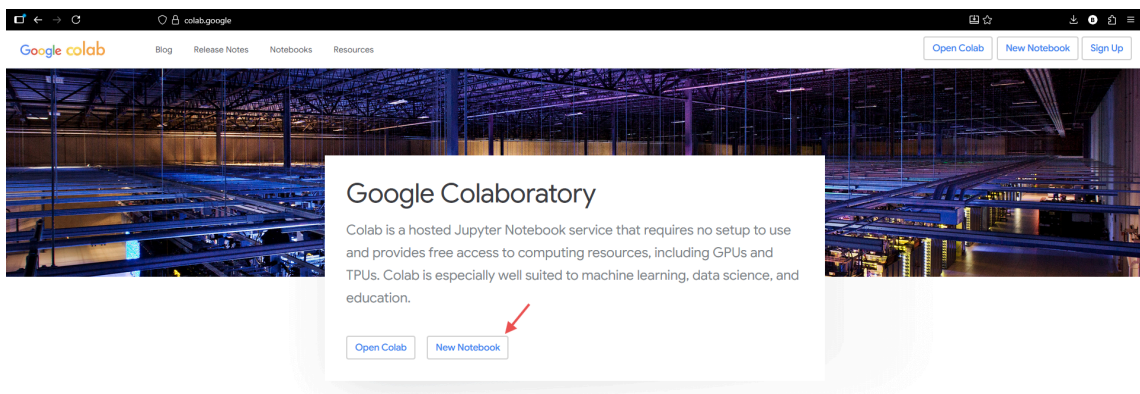 colab.google
Google colab
Blog
Release Notes
Notebooks
Resources
Open Colab
New Notebook
Sign Up
Google Colaboratory
Colab is a hosted Jupyter Notebook service that requires no setup to use
and provides free access to computing resources, including GPUs and
TPUs. Colab is especially well suited to machine learning, data science, and
education.
Open Colab
New Notebook